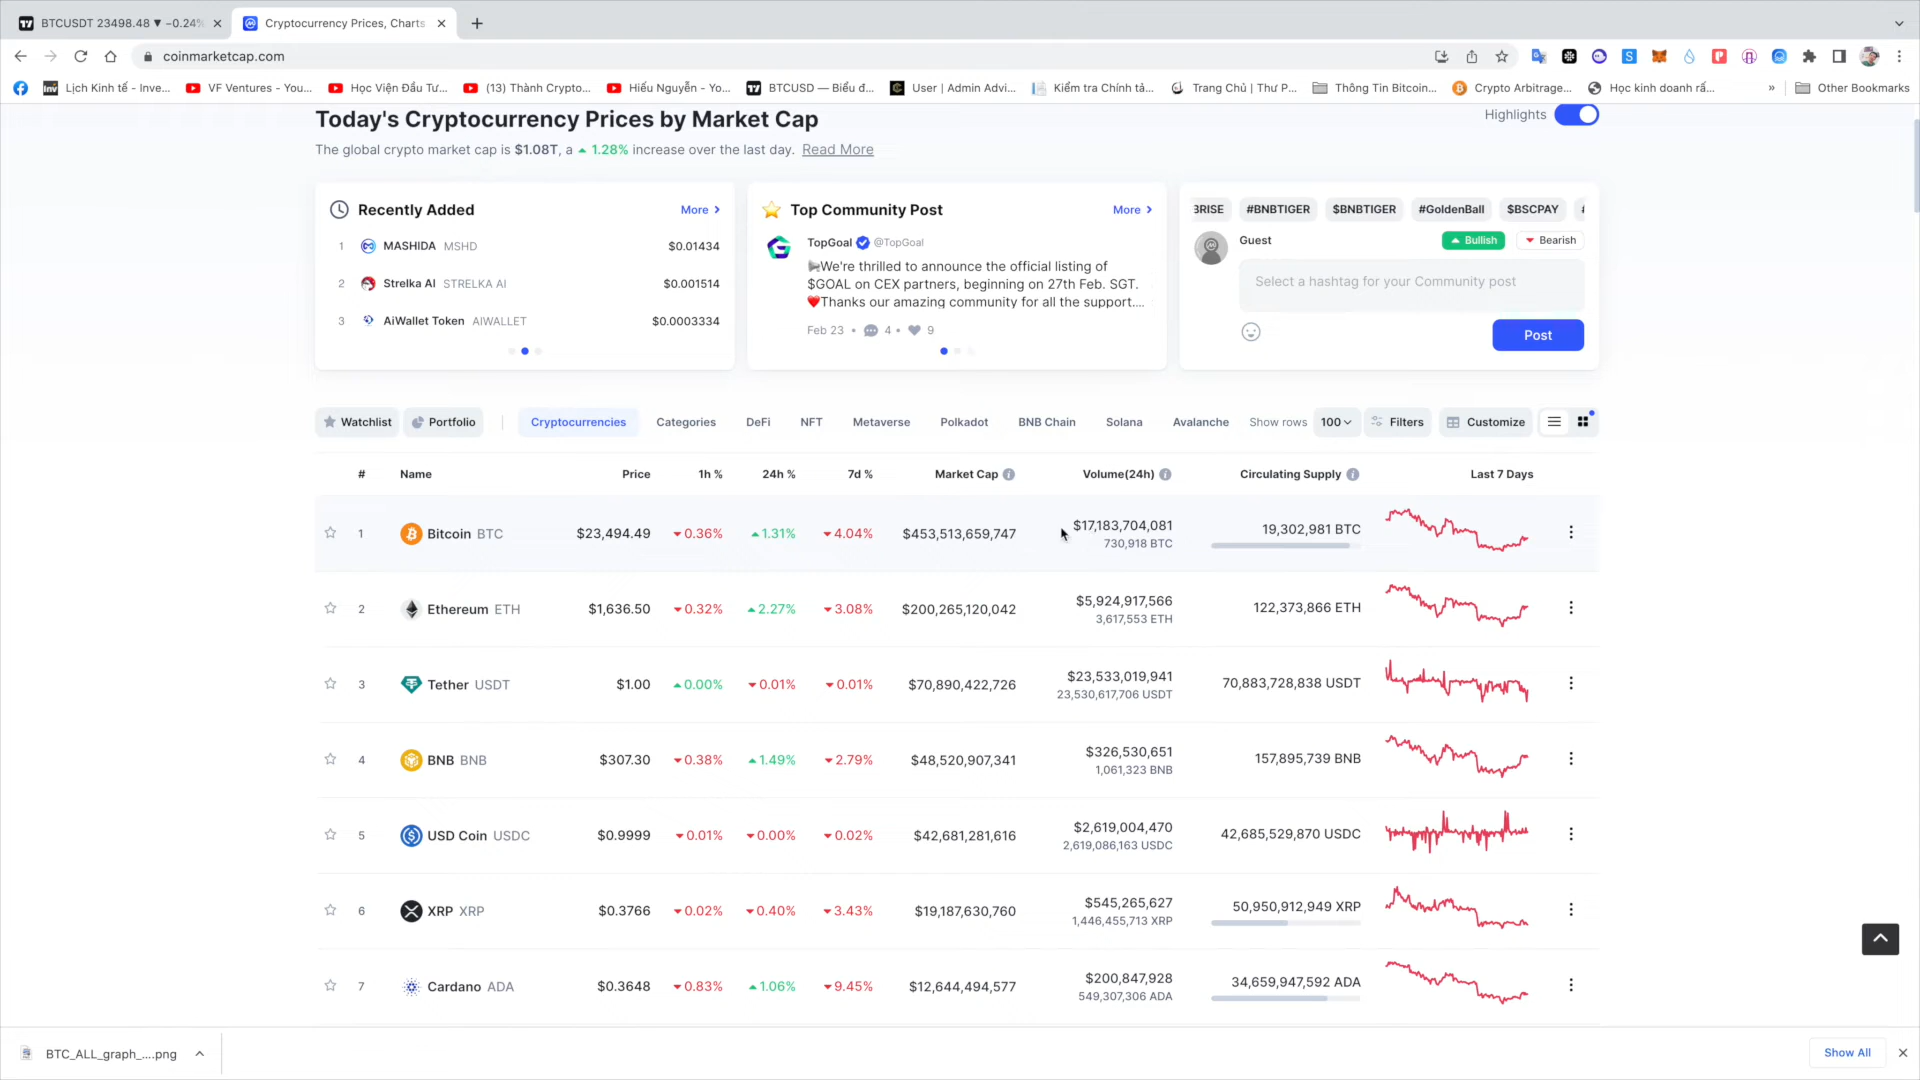 BTCUSDT 23498.48 ▼ −0.24%
Cryptocurrency Prices, Charts
coinmarketcap.com
Lịch Kinh tế - Inve...
VF Ventures - You...
Học Viện Đầu Tư...
(13) Thành Crypto...
Hiếu Nguyễn - Yo...
BTCUSD — Biểu đ...
User | Admin Advi...
Kiểm tra Chính tả...
Trang Chủ | Thư P...
Thông Tin Bitcoin...
Crypto Arbitrage...
Học kinh doanh rấ...
»
Other Bookmarks
Today's Cryptocurrency Prices by Market Cap
Highlights
The global crypto market cap is $1.08T, a 1.28% increase over the last day. Read More
Recently Added
More >
1 MASHIDA MSHD $0.01434
2 Strelka AI STRELKA AI $0.001514
3 AiWallet Token AIWALLET $0.0003334
Top Community Post
More >
TopGoal @TopGoal
We're thrilled to announce the official listing of
$GOAL on CEX partners, beginning on 27th Feb. SGT.
❤️Thanks our amazing community for all the support....
Feb 23 • 4 • 9
BRISE #BNBTIGER $BNBTIGER #GoldenBall $BSCPAY #
Guest
Bullish
Bearish
Select a hashtag for your Community post
Post
Watchlist Portfolio Cryptocurrencies Categories DeFi NFT Metaverse Polkadot BNB Chain Solana Avalanche Show rows 100 Filters Customize
# Name Price 1h % 24h % 7d % Market Cap Volume(24h) Circulating Supply Last 7 Days
1 Bitcoin BTC $23,494.49 0.36% 1.31% 4.04% $453,513,659,747 $17,183,704,081 19,302,981 BTC
730,918 BTC
2 Ethereum ETH $1,636.50 0.32% 2.27% 3.08% $200,265,120,042 $5,924,917,566 122,373,866 ETH
3,617,553 ETH
3 Tether USDT $1.00 0.00% 0.01% 0.01% $70,890,422,726 $23,533,019,941 70,883,728,838 USDT
23,530,617,706 USDT
4 BNB BNB $307.30 0.38% 1.49% 2.79% $48,520,907,341 $326,530,651 157,895,739 BNB
1,061,323 BNB
5 USD Coin USDC $0.9999 0.01% 0.00% 0.02% $42,681,281,616 $2,619,004,470 42,685,529,870 USDC
2,619,086,163 USDC
6 XRP XRP $0.3766 0.02% 0.40% 3.43% $19,187,630,760 $545,265,627 50,950,912,949 XRP
1,446,455,713 XRP
7 Cardano ADA $0.3648 0.83% 1.06% 9.45% $12,644,494,577 $200,847,928 34,659,947,592 ADA
549,307,306 ADA
BTC_ALL_graph_....png
Show All